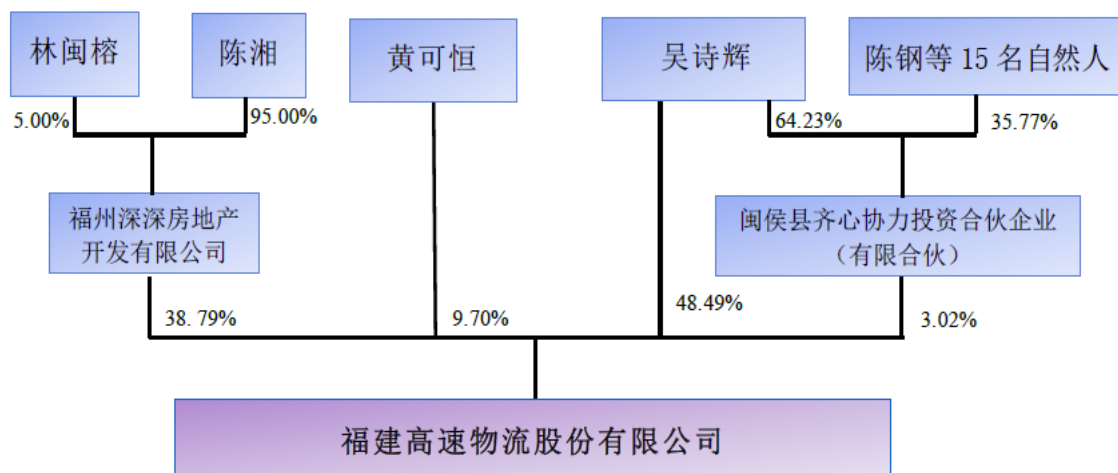 林闽榕
陈湘
黄可恒
吴诗辉
陈钢等 15 名自然人
5.00%
95.00%
64.23%
35.77%
福州深深房地产
开发有限公司
闽侯县齐心协力投资合伙企业
（有限合伙）
38. 79%
9.70%
48.49%
3.02%
福建高速物流股份有限公司